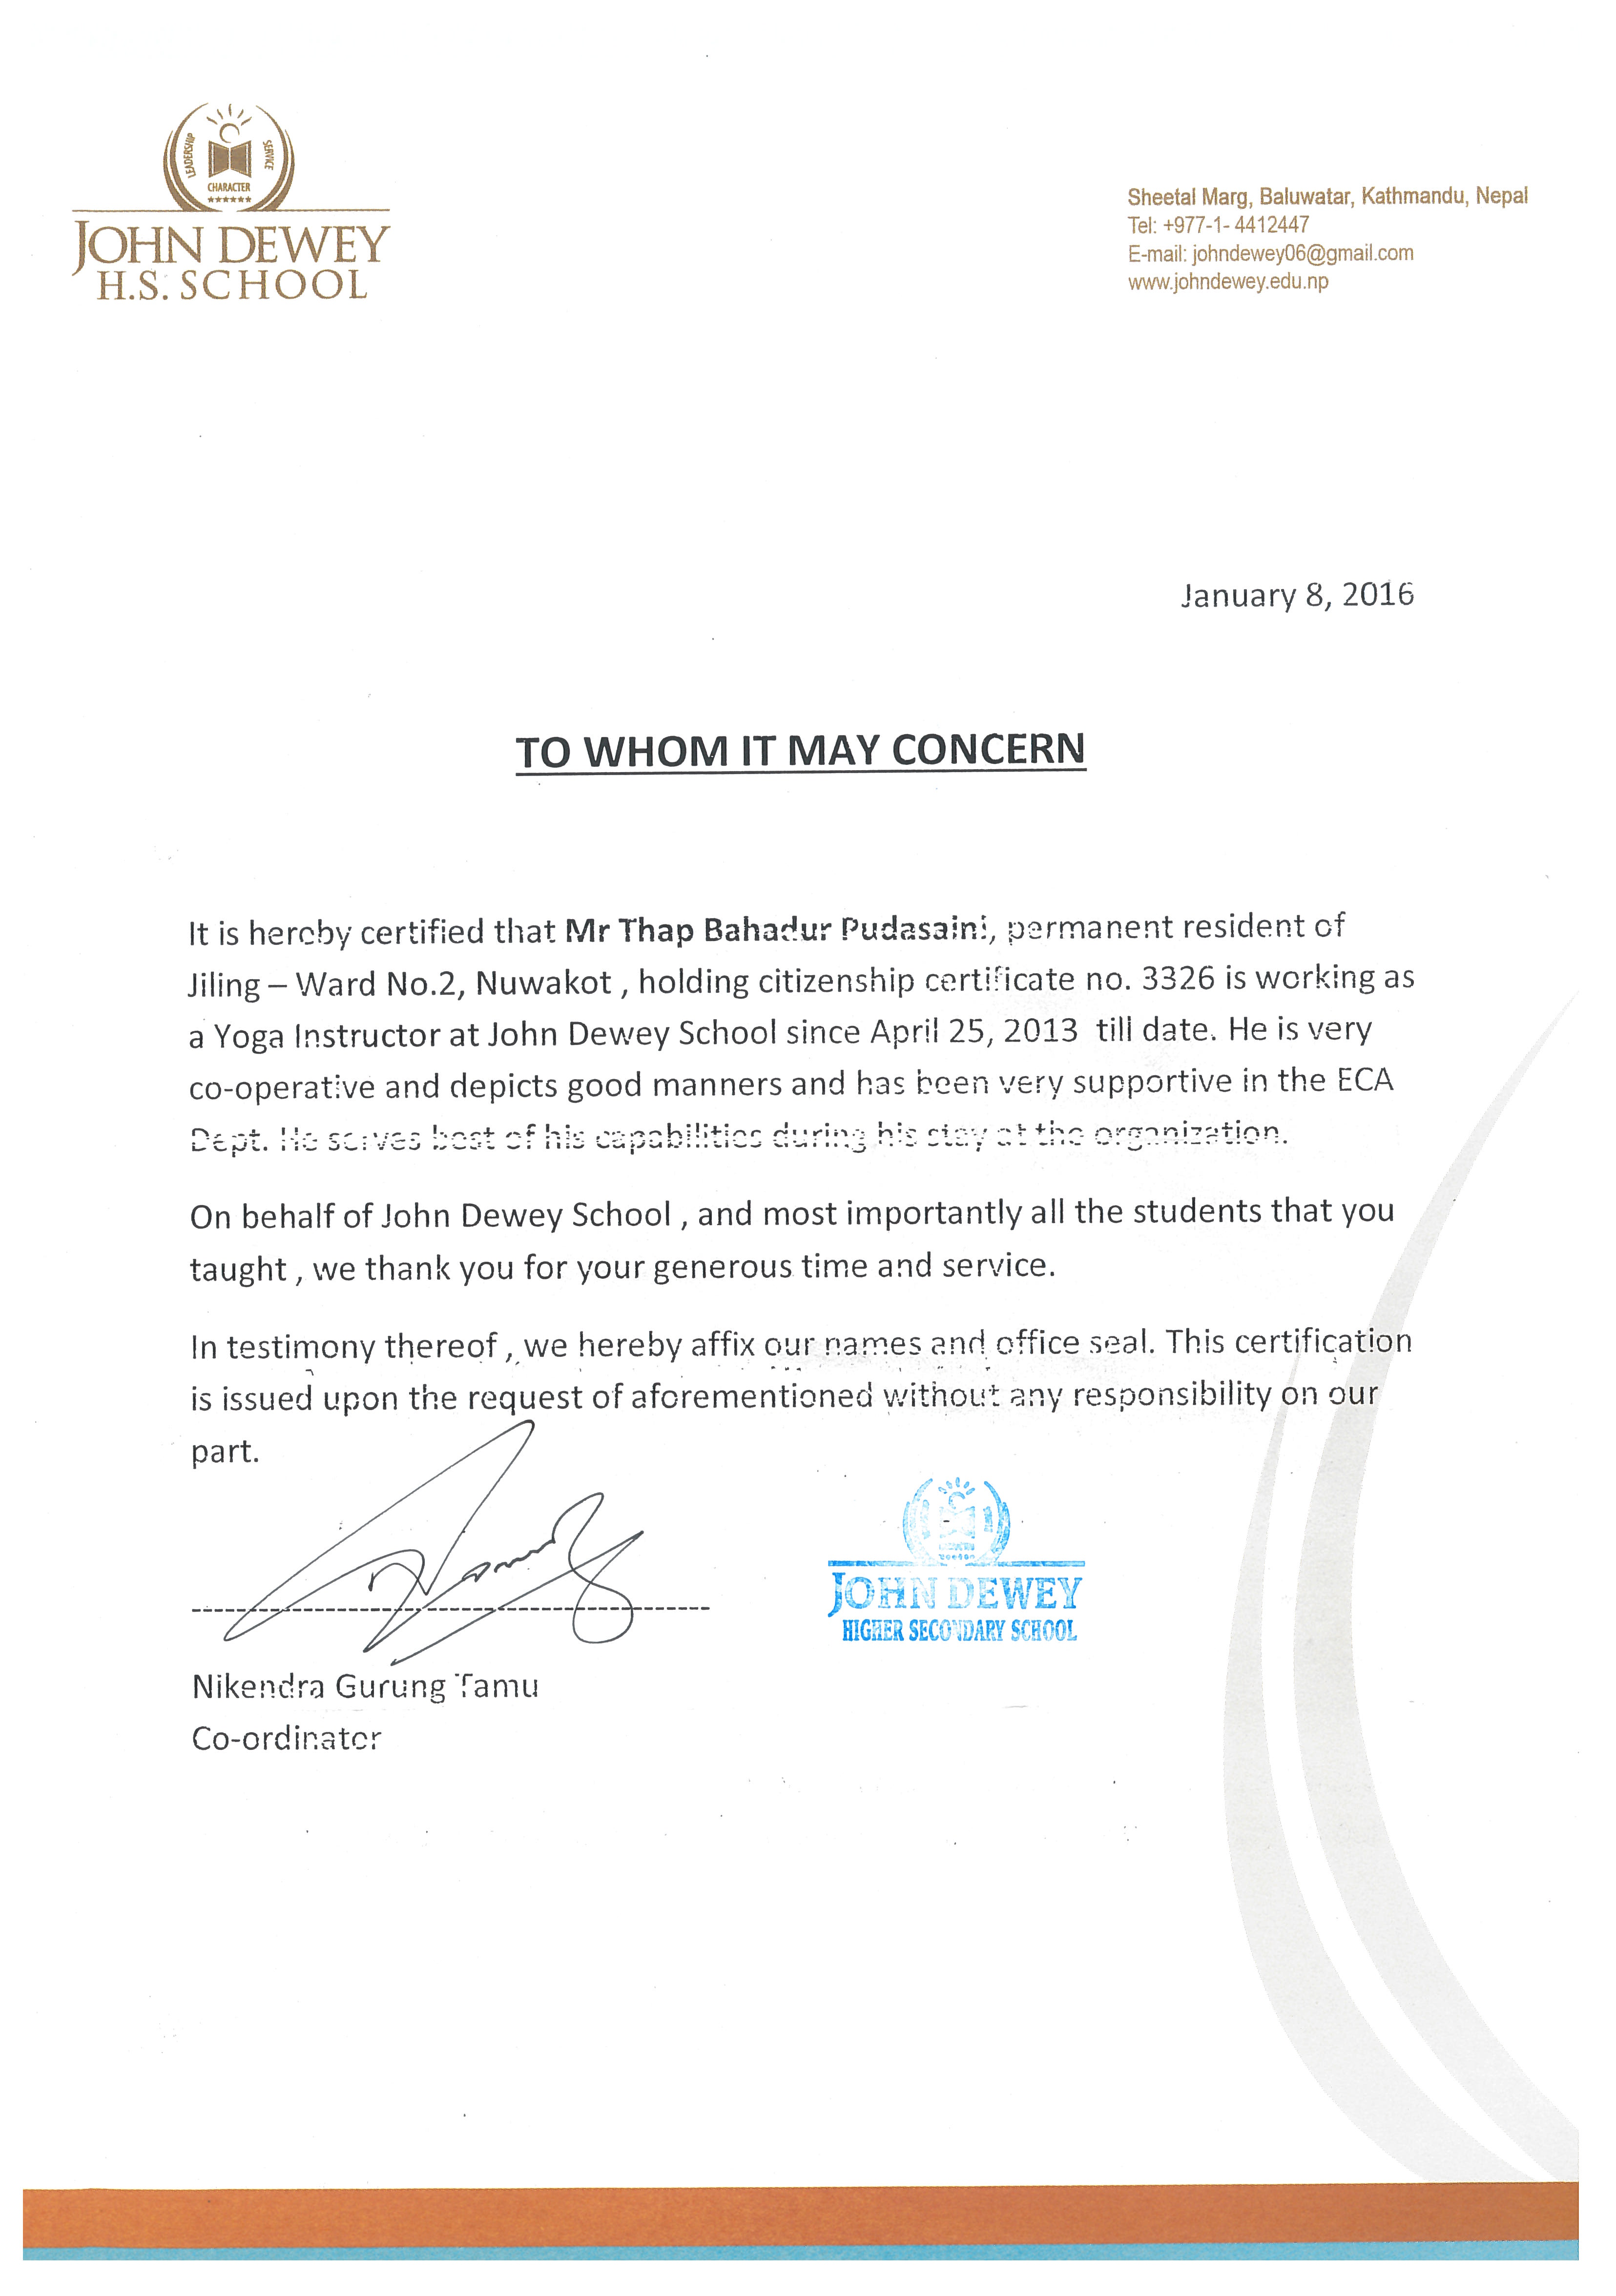 LEADERSHIP
SERVICE
CHARACTER
JOHN DEWEY
H.S. SCHOOL
Sheetal Marg, Baluwatar, Kathmandu, Nepal
Tel: +977-1- 4412447
E-mail: johndewey06@gmail.com
www.johndewey.edu.np
January 8, 2016
TO WHOM IT MAY CONCERN
It is hereby certified that Mr Thap Bahadur Pudasaini, permanent resident of
Jiling – Ward No.2, Nuwakot , holding citizenship certificate no. 3326 is working as
a Yoga Instructor at John Dewey School since April 25, 2013 till date. He is very
co-operative and depicts good manners and has been very supportive in the ECA
Dept. He serves best of his capabilities during his stay at the organization.
On behalf of John Dewey School , and most importantly all the students that you
taught , we thank you for your generous time and service.
In testimony thereof , we hereby affix our names and office seal. This certification
is issued upon the request of aforementioned without any responsibility on our
part.
JOHN DEWEY
HIGHER SECONDARY SCHOOL
Nikendra Gurung Tamu
Co-ordinator